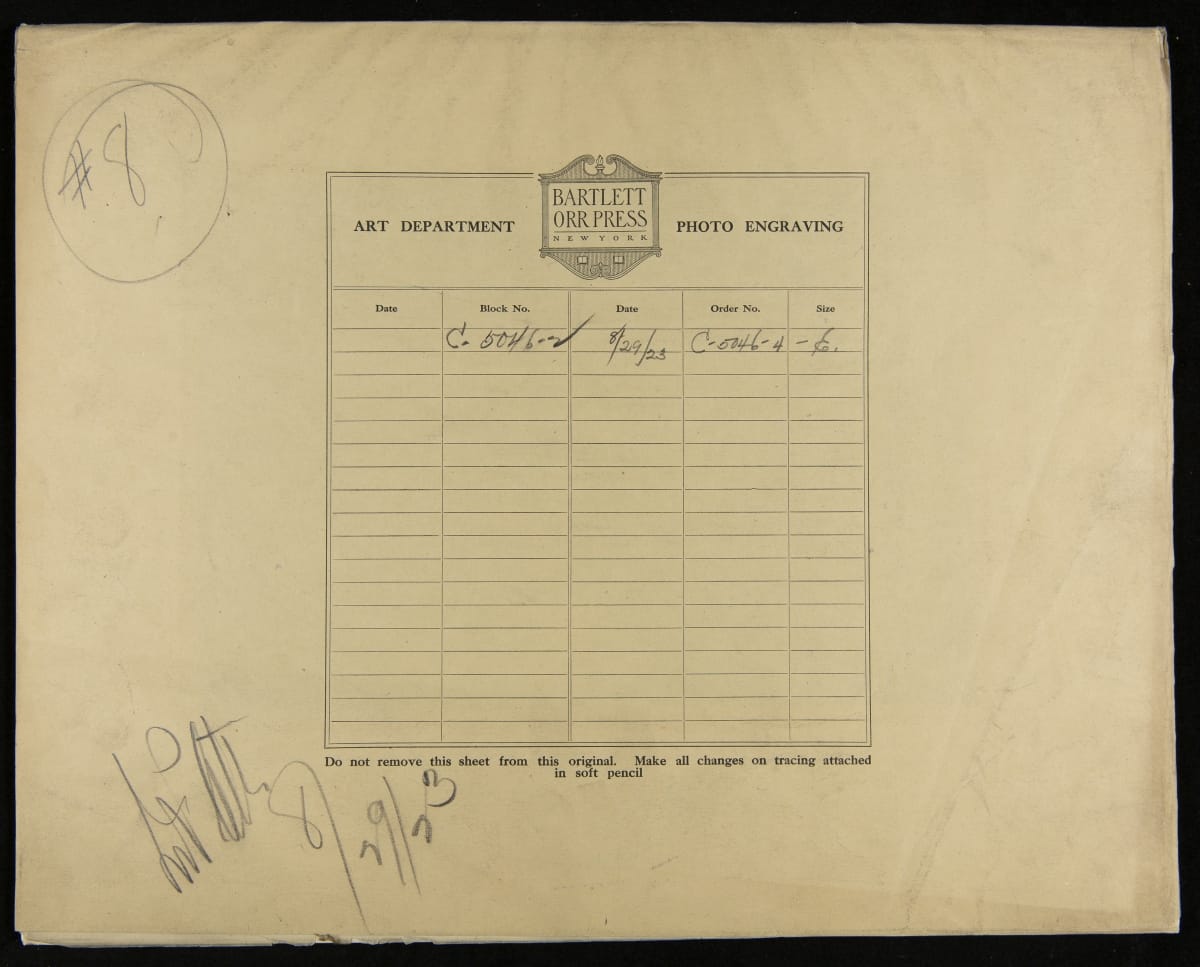 # 8
BARTLETT
ORR PRESS
NEW YORK
ART DEPARTMENT
PHOTO ENGRAVING
Date Block No. Date Order No. Size
C. 5046-2 8/29/23 C-5046-4
Do not remove this sheet from this original. Make all changes on tracing attached
in soft pencil
8/29/23